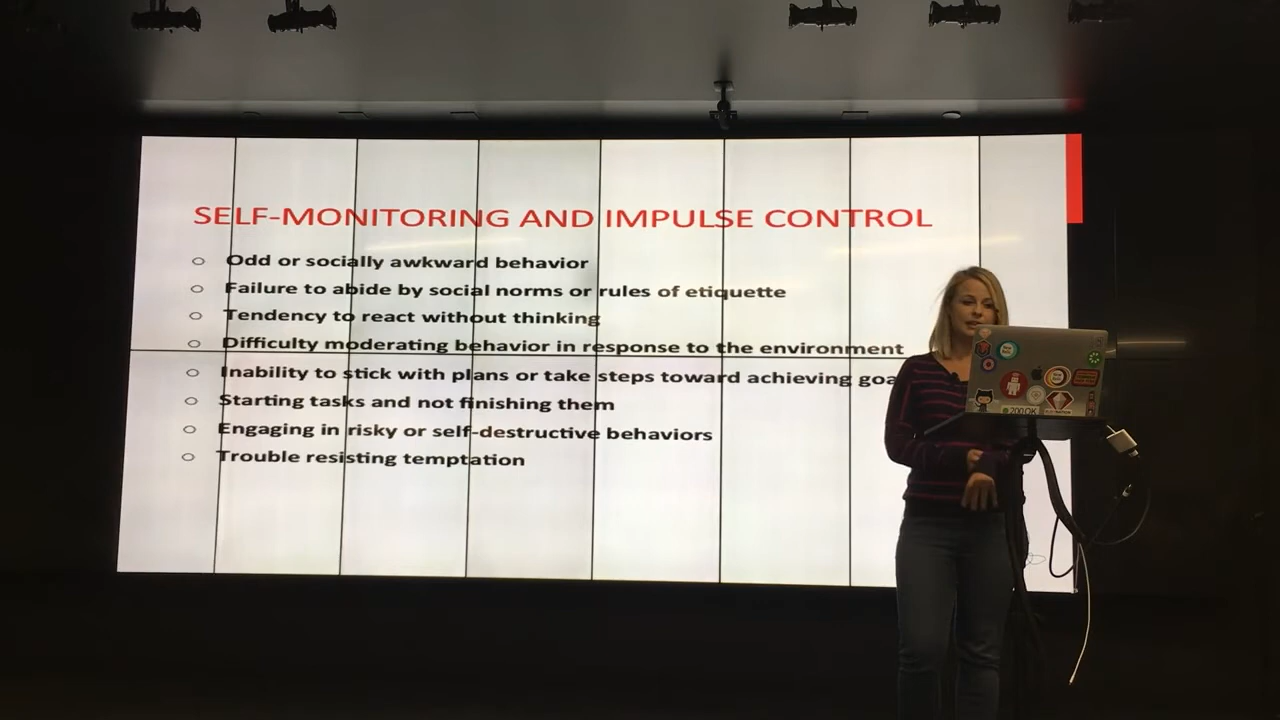 SELF-MONITORING AND IMPULSE CONTROL
Odd or socially awkward behavior
Failure to abide by social norms or rules of etiquette
Tendency to react without thinking
Difficulty moderating behavior in response to the environment
Inability to stick with plans or take steps toward achieving goa
Starting tasks and not finishing them
Engaging in risky or self-destructive behaviors
Trouble resisting temptation
200 OK